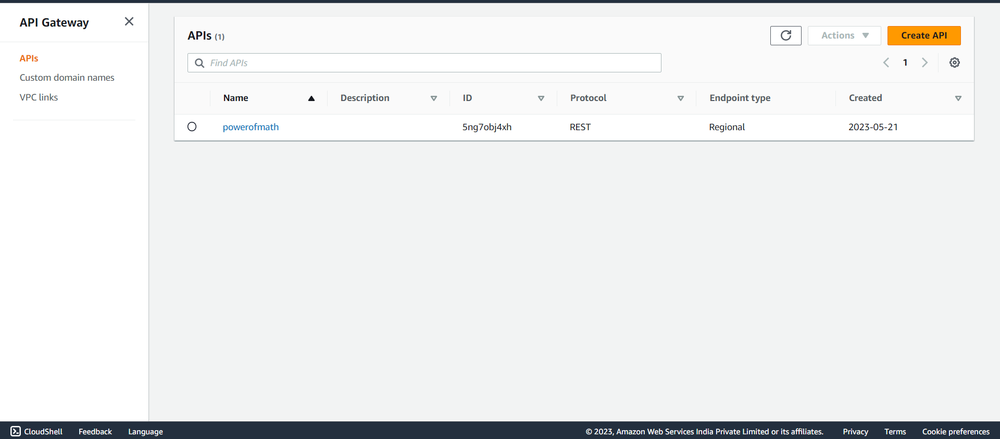 API Gateway
APIs
Custom domain names
VPC links
APIs (1)
Actions
Create API
Find APIs
1
Name Description ID Protocol Endpoint type Created
powerofmath 5ng7obj4xh REST Regional 2023-05-21
CloudShell Feedback Language © 2023, Amazon Web Services India Private Limited or its affiliates. Privacy Terms Cookie preferences